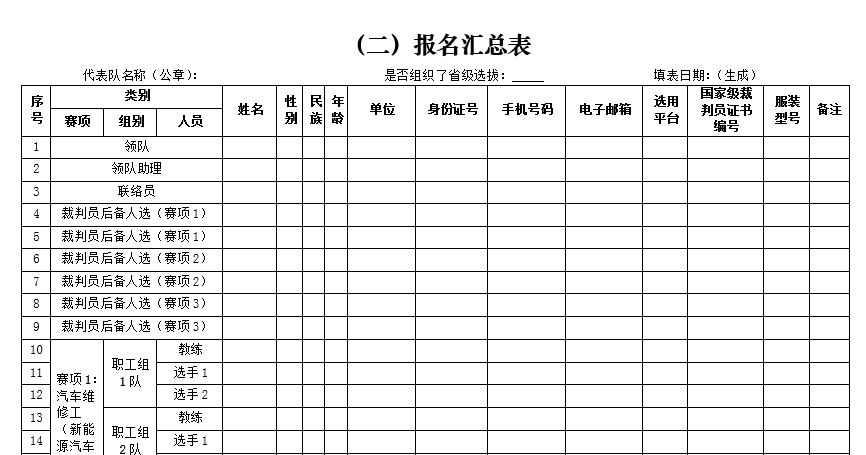 （二）报名汇总表
代表队名称（公章）： 是否组织了省级选拔： 填表日期：（生成）
序号 类别 姓名 性别 民族 年龄 单位 身份证号 手机号码 电子邮箱 选用平台 国家级裁判员证书编号 服装型号 备注
赛项 组别 人员
1 领队
2 领队助理
3 联络员
4 裁判员后备人选（赛项1）
5 裁判员后备人选（赛项1）
6 裁判员后备人选（赛项2）
7 裁判员后备人选（赛项2）
8 裁判员后备人选（赛项3）
9 裁判员后备人选（赛项3）
10 赛项1：汽车维修工（新能源汽车 职工组1队 教练
11 选手1
12 选手2
13 职工组2队 教练
14 选手1